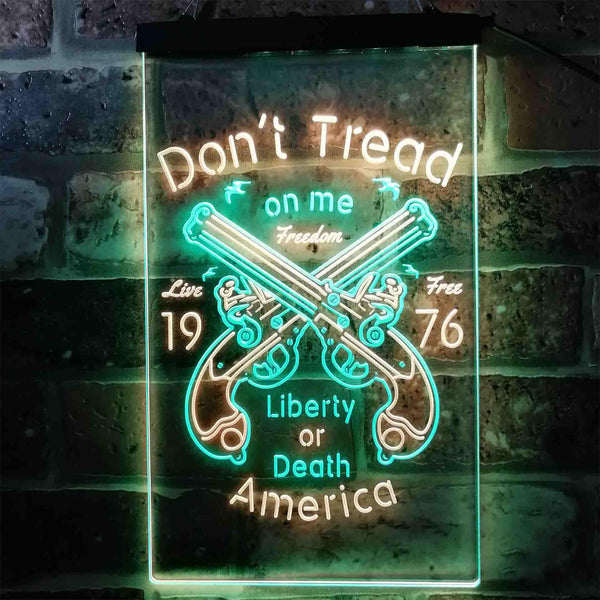 Don't Tread
on me
Freedom
Live Free
19 76
Liberty
or
Death
America